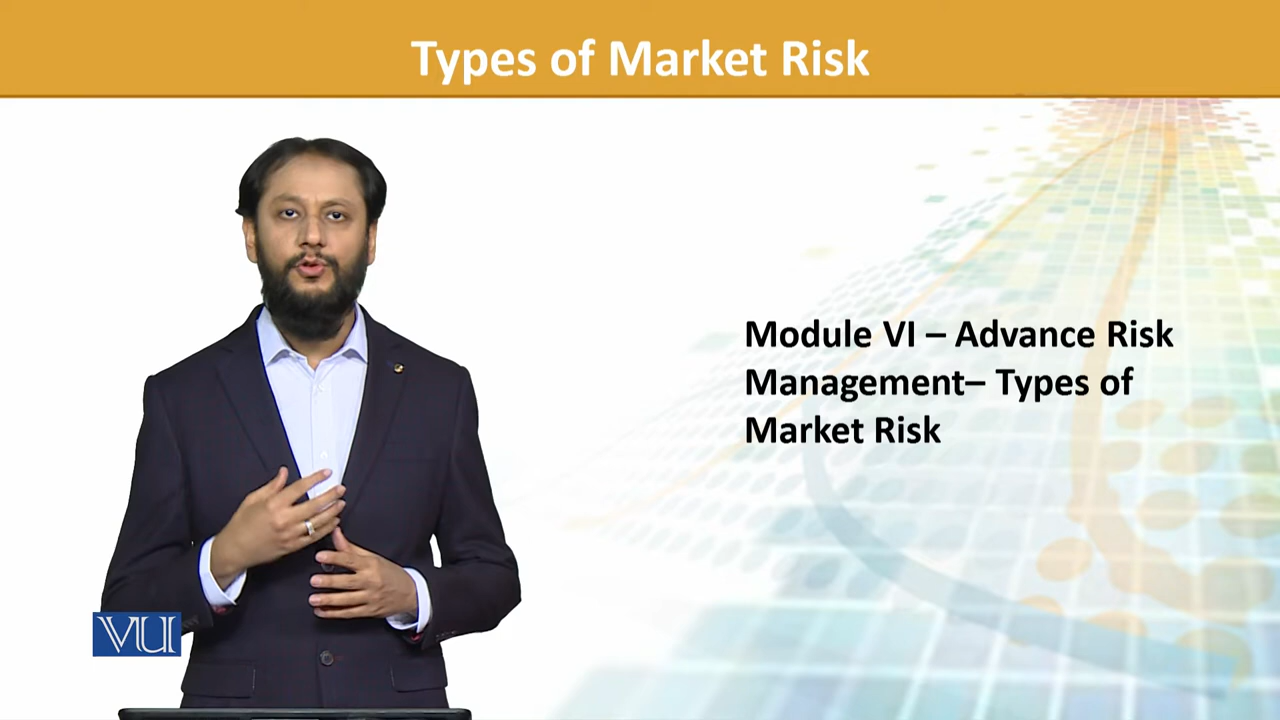 Types of Market Risk
Module VI – Advance Risk
Management– Types of
Market Risk
VU